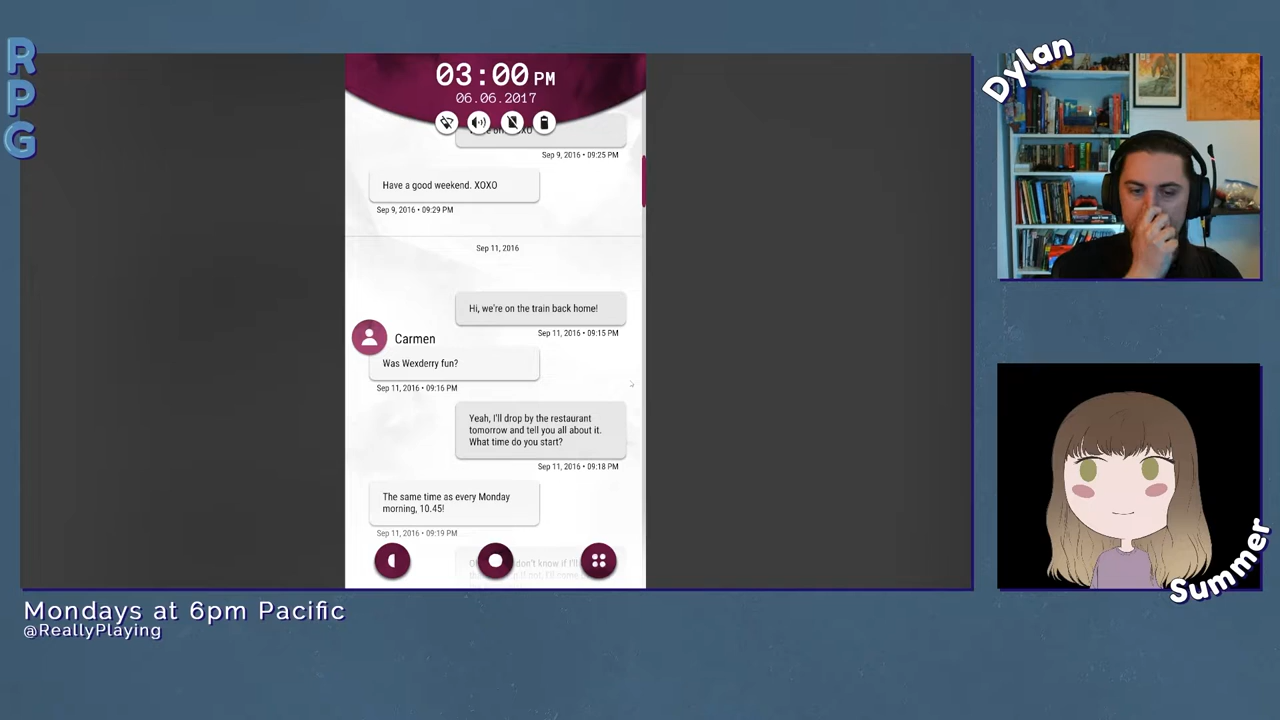 RPG
03:00 PM
06.06.2017
Sep 9, 2016 • 09:25 PM
Have a good weekend. XOXO
Sep 9, 2016 • 09:29 PM
Sep 11, 2016
Hi, we're on the train back home!
Sep 11, 2016 • 09:15 PM
Carmen
Was Wexderry fun?
Sep 11, 2016 • 09:16 PM
Yeah, I'll drop by the restaurant
tomorrow and tell you all about it.
What time do you start?
Sep 11, 2016 • 09:18 PM
The same time as every Monday
morning, 10.45!
Sep 11, 2016 • 09:19 PM
don't know if I'll
Dylan
Summer
Mondays at 6pm Pacific
@ReallyPlaying